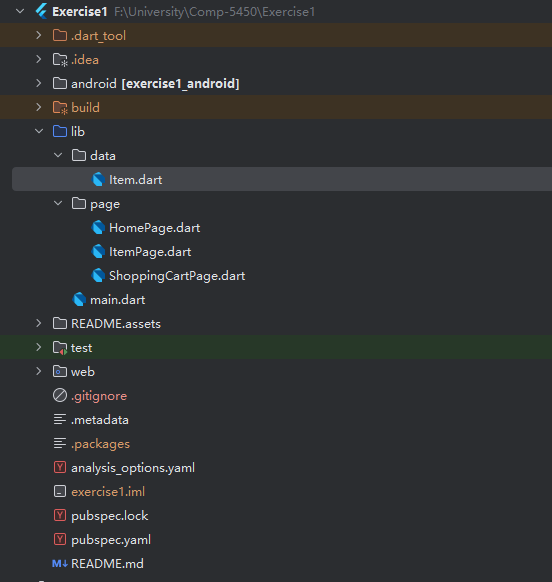 Exercise1 F:\University\Comp-5450\Exercise1
.dart_tool
.idea
android [exercise1_android]
build
lib
data
Item.dart
page
HomePage.dart
ItemPage.dart
ShoppingCartPage.dart
main.dart
README.assets
test
web
.gitignore
.metadata
.packages
analysis_options.yaml
exercise1.iml
pubspec.lock
pubspec.yaml
README.md